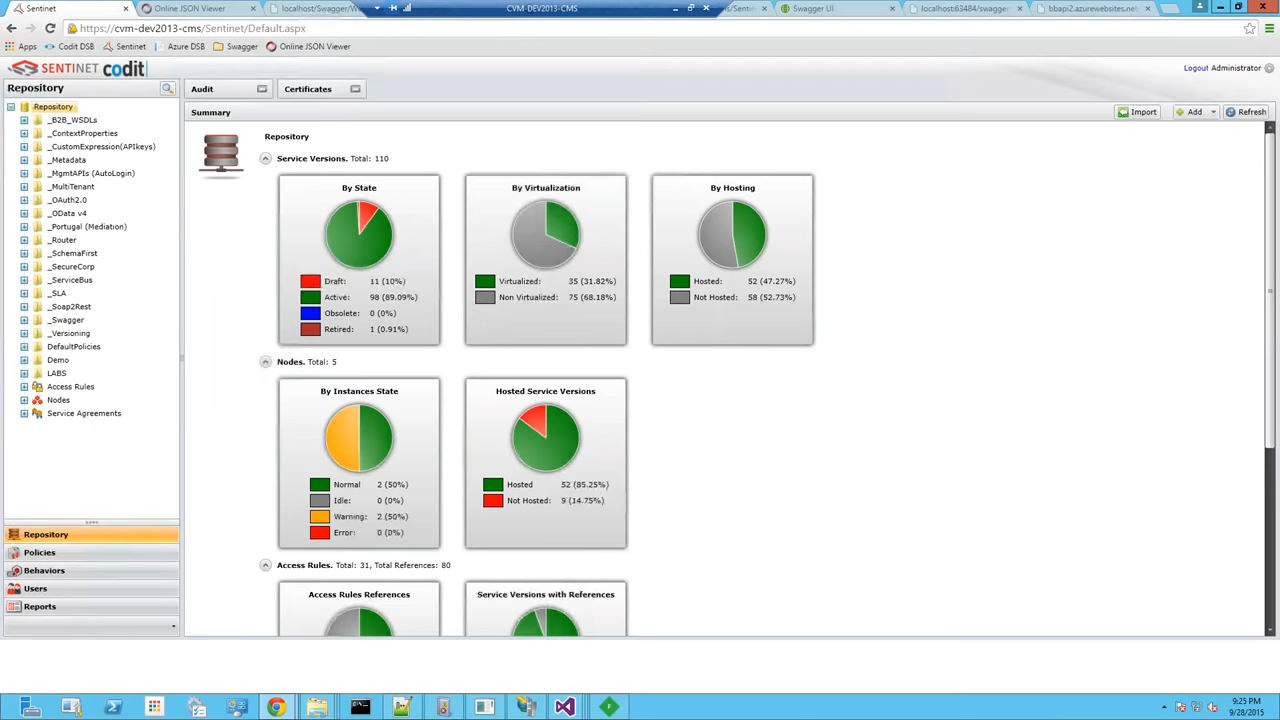 Sentinet
Online JSON Viewer
localhost/Swagger/W
CVM-DEV2013-CMS
Swagger UI
localhost:63484/swagger
bbapi2.azurewebsites.net
https://cvm-dev2013-cms/Sentinet/Default.aspx
Apps Codit DSB Sentinet Azure DSB Swagger Online JSON Viewer
SENTINET codit
Logout Administrator
Repository
Audit Certificates
Summary Import Add Refresh
Repository
_B2B_WSDLs
_ContextProperties
_CustomExpression(APIkeys)
_Metadata
_MgmtAPIs (AutoLogin)
_MultiTenant
_OAuth2.0
_OData v4
_Portugal (Mediation)
_Router
_SchemaFirst
_SecureCorp
_ServiceBus
_SLA
_Soap2Rest
_Swagger
_Versioning
DefaultPolicies
Demo
LABS
Access Rules
Nodes
Service Agreements
Repository
Policies
Behaviors
Users
Reports
Repository
Service Versions. Total: 110
By State
Draft: 11 (10%)
Active: 98 (89.09%)
Obsolete: 0 (0%)
Retired: 1 (0.91%)
By Virtualization
Virtualized: 35 (31.82%)
Non Virtualized: 75 (68.18%)
By Hosting
Hosted: 52 (47.27%)
Not Hosted: 58 (52.73%)
Nodes. Total: 5
By Instances State
Normal 2 (50%)
Idle: 0 (0%)
Warning: 2 (50%)
Error: 0 (0%)
Hosted Service Versions
Hosted 52 (85.25%)
Not Hosted: 9 (14.75%)
Access Rules. Total: 31, Total References: 80
Access Rules References
Service Versions with References
9:25 PM
9/28/2015